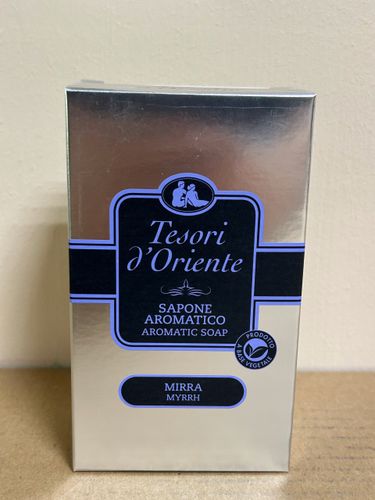 Tesori
d'Oriente
SAPONE
AROMATICO
AROMATIC SOAP
PRODOTTO
A BASE VEGETALE
MIRRA
MYRRH